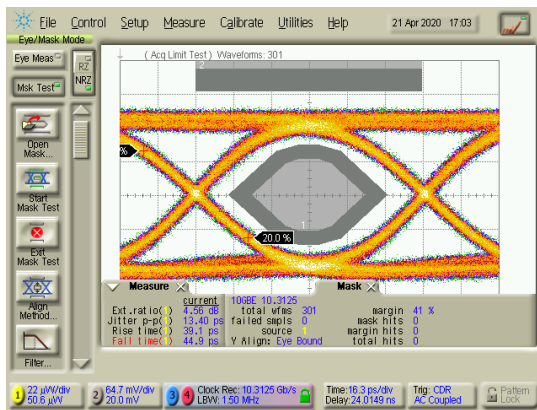 File Control Setup Measure Calibrate Utilities Help 21 Apr 2020 17:03
Eye/Mask Mode
Eye Meas
RZ
NRZ
Msk Test
Open
Mask...
Start
Mask Test
Exit
Mask Test
Align
Method...
Filter...
( Acq Limit Test ) Waveforms: 301
2
%
1
20.0 %
Measure
Mask
current
Ext.ratio(1) 4.56 dB
Jitter p-p(1) 13.40 ps
Rise time(1) 39.1 ps
Fall time(1) 44.9 ps
10GBE 10.3125
total wfms 301 margin 41 %
failed smpls 0 mask hits 0
source 1 margin hits 0
Y Align: Eye Bound total hits 0
1 22 µW/div
50.6 µW
2 64.7 mV/div
20.0 mV
3 4 Clock Rec: 10.3125 Gb/s
LBW: 1.50 MHz
Time:16.3 ps/div
Delay:24.0149 ns
Trig: CDR
AC Coupled
Pattern
Lock